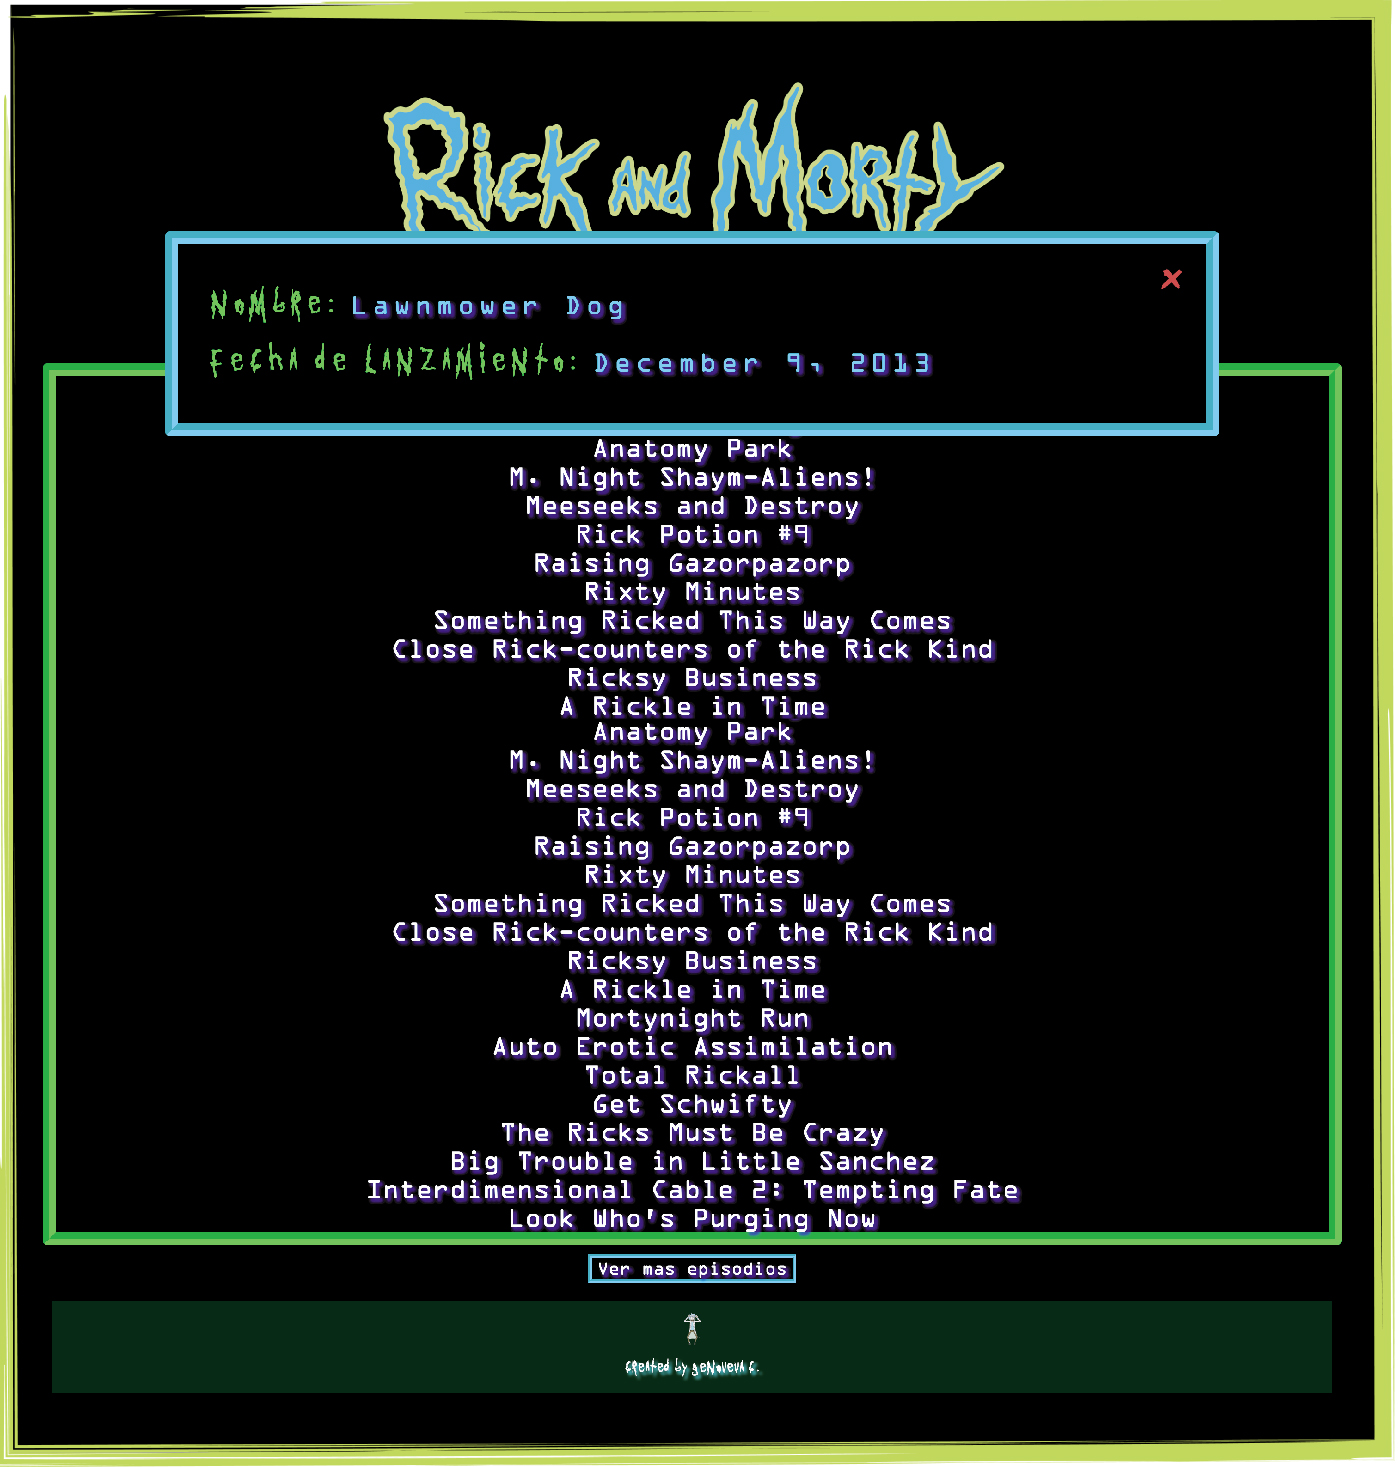 Rick and Morty
Nombre: Lawnmower Dog
Fecha de lanzamiento: December 9, 2013
Anatomy Park
M. Night Shaym-Aliens!
Meeseeks and Destroy
Rick Potion #9
Raising Gazorpazorp
Rixty Minutes
Something Ricked This Way Comes
Close Rick-counters of the Rick Kind
Ricksy Business
A Rickle in Time
Anatomy Park
M. Night Shaym-Aliens!
Meeseeks and Destroy
Rick Potion #9
Raising Gazorpazorp
Rixty Minutes
Something Ricked This Way Comes
Close Rick-counters of the Rick Kind
Ricksy Business
A Rickle in Time
Mortynight Run
Auto Erotic Assimilation
Total Rickall
Get Schwifty
The Ricks Must Be Crazy
Big Trouble in Little Sanchez
Interdimensional Cable 2: Tempting Fate
Look Who's Purging Now
Ver mas episodios
created by genoveva c.